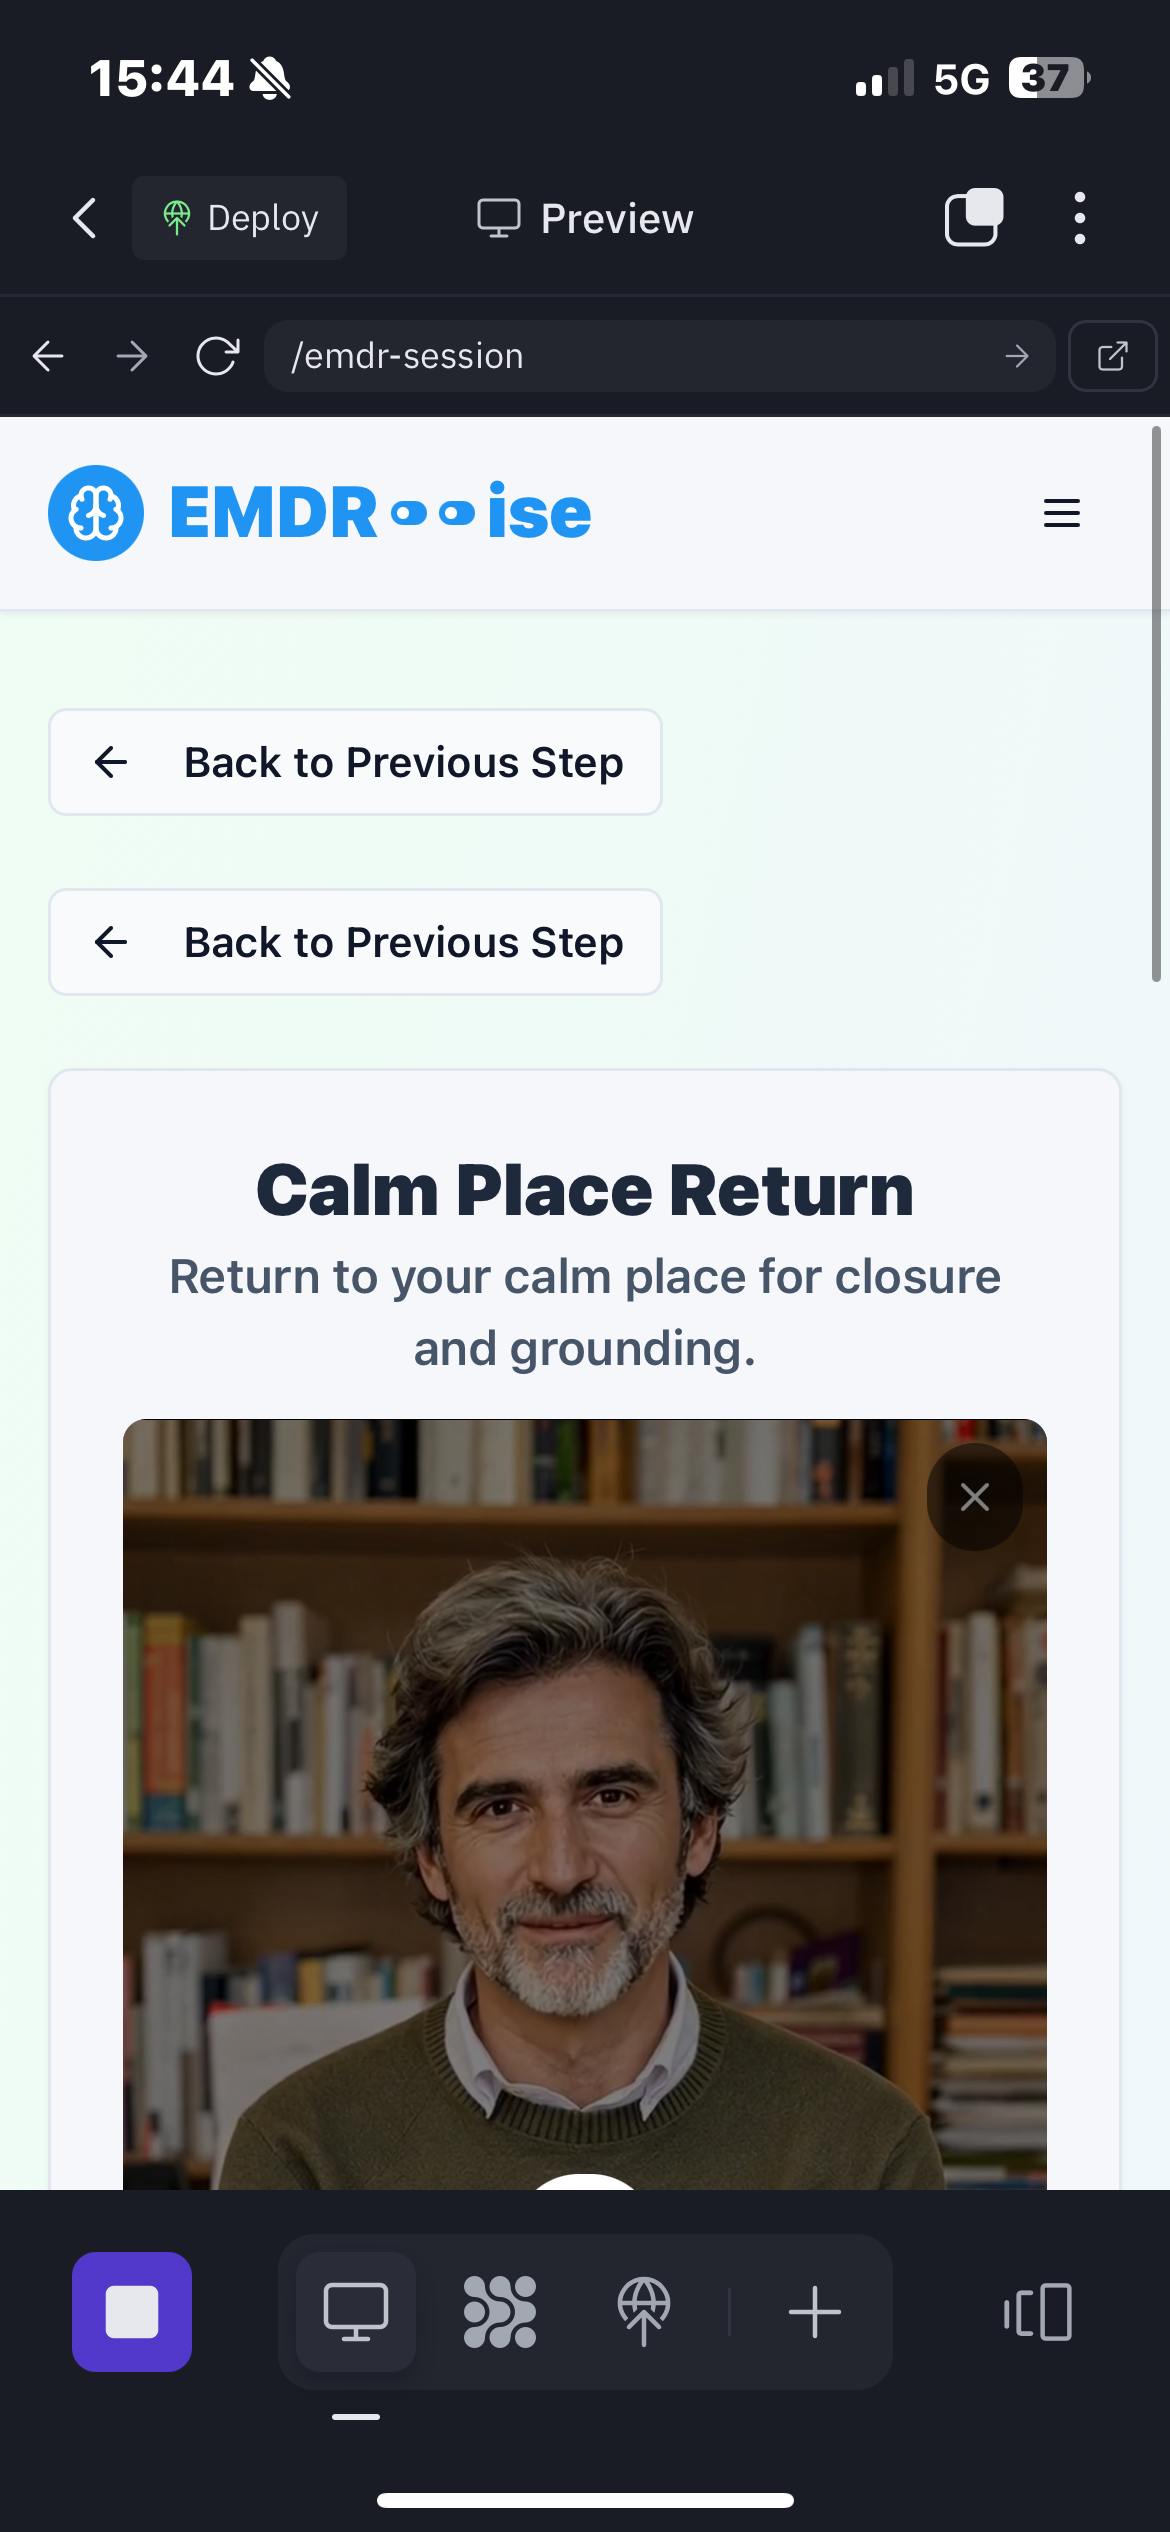 15:44
5G
37
Deploy
Preview
/emdr-session
EMDR
ise
Back to Previous Step
Back to Previous Step
Calm Place Return
Return to your calm place for closure
and grounding.